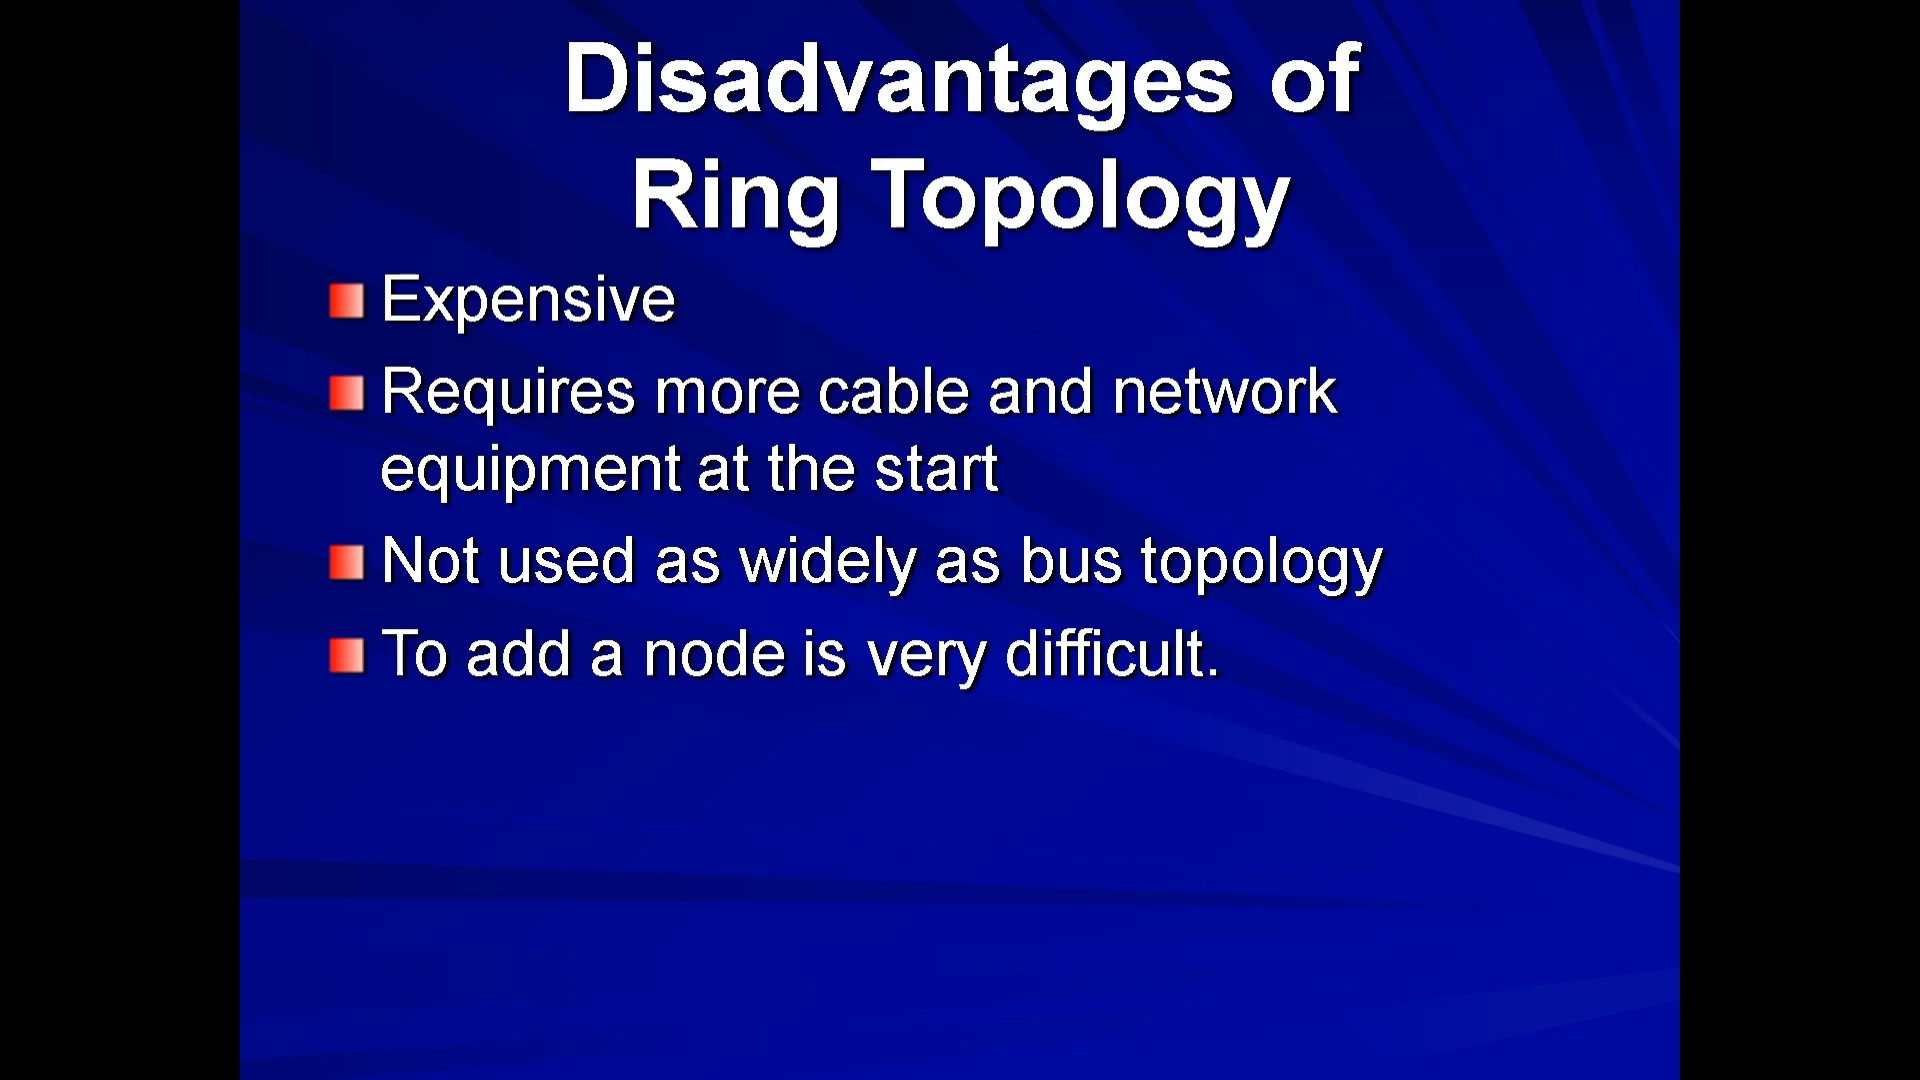 Disadvantages of
Ring Topology
Expensive
Requires more cable and network
equipment at the start
Not used as widely as bus topology
To add a node is very difficult.